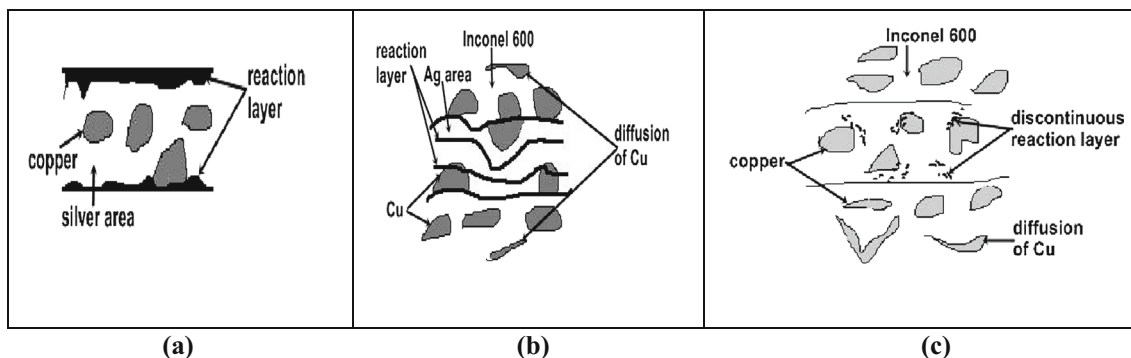 reaction
layer
copper
silver area
(a)
Inconel 600
reaction
layer
Ag area
diffusion
of Cu
Cu
(b)
Inconel 600
discontinuous
reaction layer
copper
diffusion
of Cu
(c)